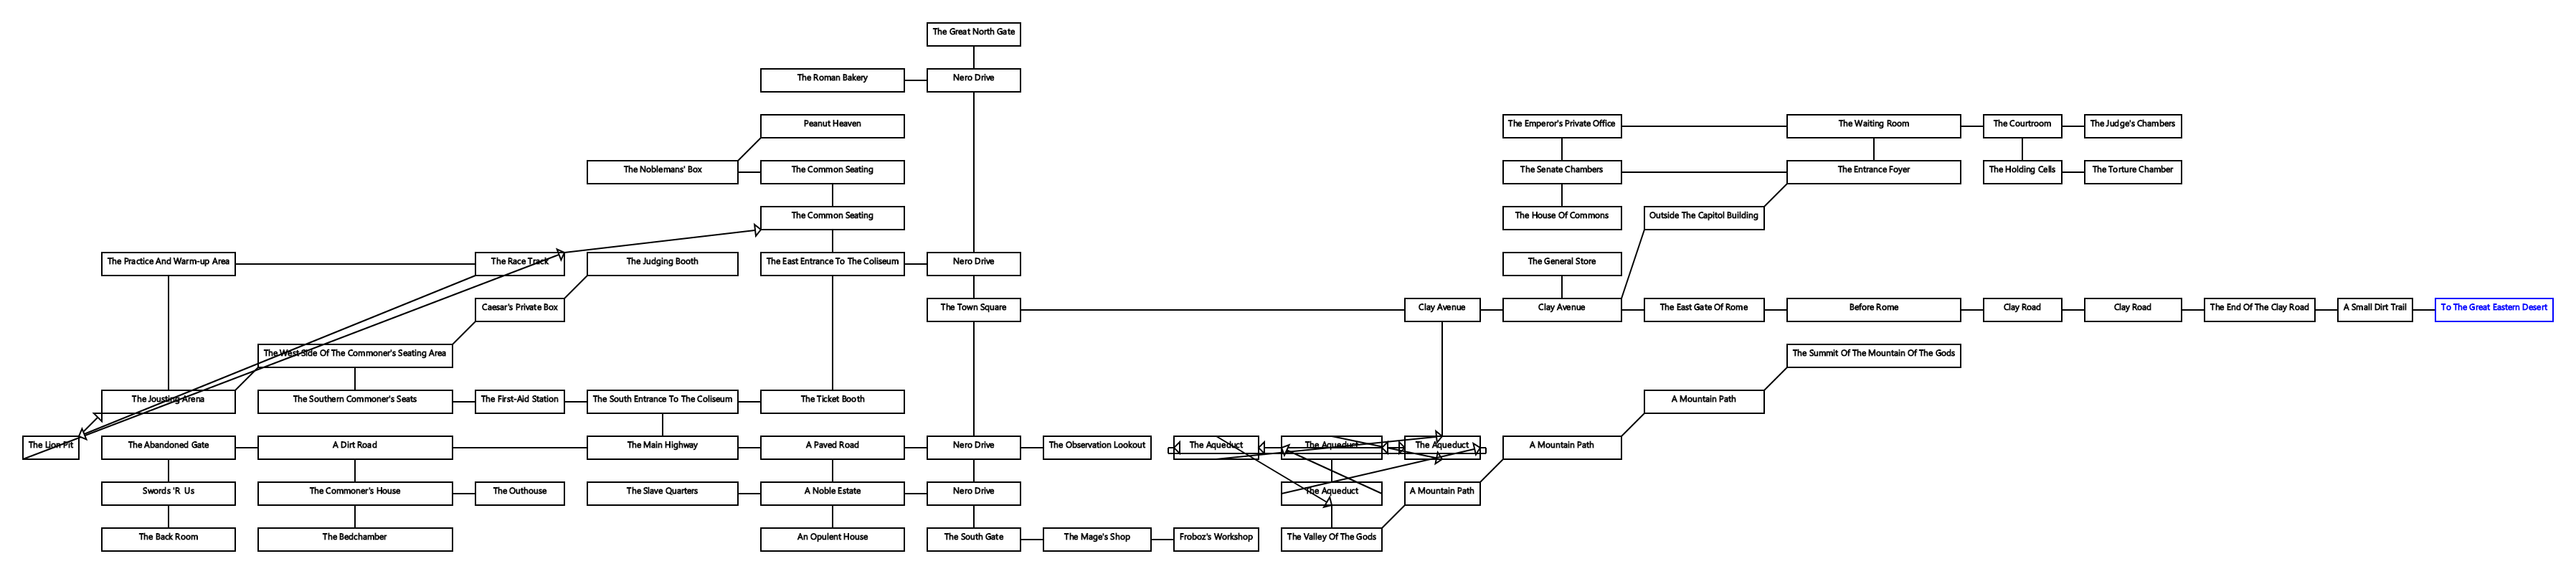 The Great North Gate
The Roman Bakery
Nero Drive
Peanut Heaven
The Emperor's Private Office
The Waiting Room
The Courtroom
The Judge's Chambers
The Noblemans' Box
The Common Seating
The Senate Chambers
The Entrance Foyer
The Holding Cells
The Torture Chamber
The Common Seating
The House Of Commons
Outside The Capitol Building
The Practice And Warm-up Area
The Race Track
The Judging Booth
The East Entrance To The Coliseum
Nero Drive
The General Store
Caesar's Private Box
The Town Square
Clay Avenue
Clay Avenue
The East Gate Of Rome
Before Rome
Clay Road
Clay Road
The End Of The Clay Road
A Small Dirt Trail
To The Great Eastern Desert
The West Side Of The Commoner's Seating Area
The Summit Of The Mountain Of The Gods
The Jousting Arena
The Southern Commoner's Seats
The First-Aid Station
The South Entrance To The Coliseum
The Ticket Booth
A Mountain Path
The Lion Pit
The Abandoned Gate
A Dirt Road
The Main Highway
A Paved Road
Nero Drive
The Observation Lookout
The Aqueduct
The Aqueduct
The Aqueduct
A Mountain Path
Swords 'R Us
The Commoner's House
The Outhouse
The Slave Quarters
A Noble Estate
Nero Drive
The Aqueduct
A Mountain Path
The Back Room
The Bedchamber
An Opulent House
The South Gate
The Mage's Shop
Froboz's Workshop
The Valley Of The Gods